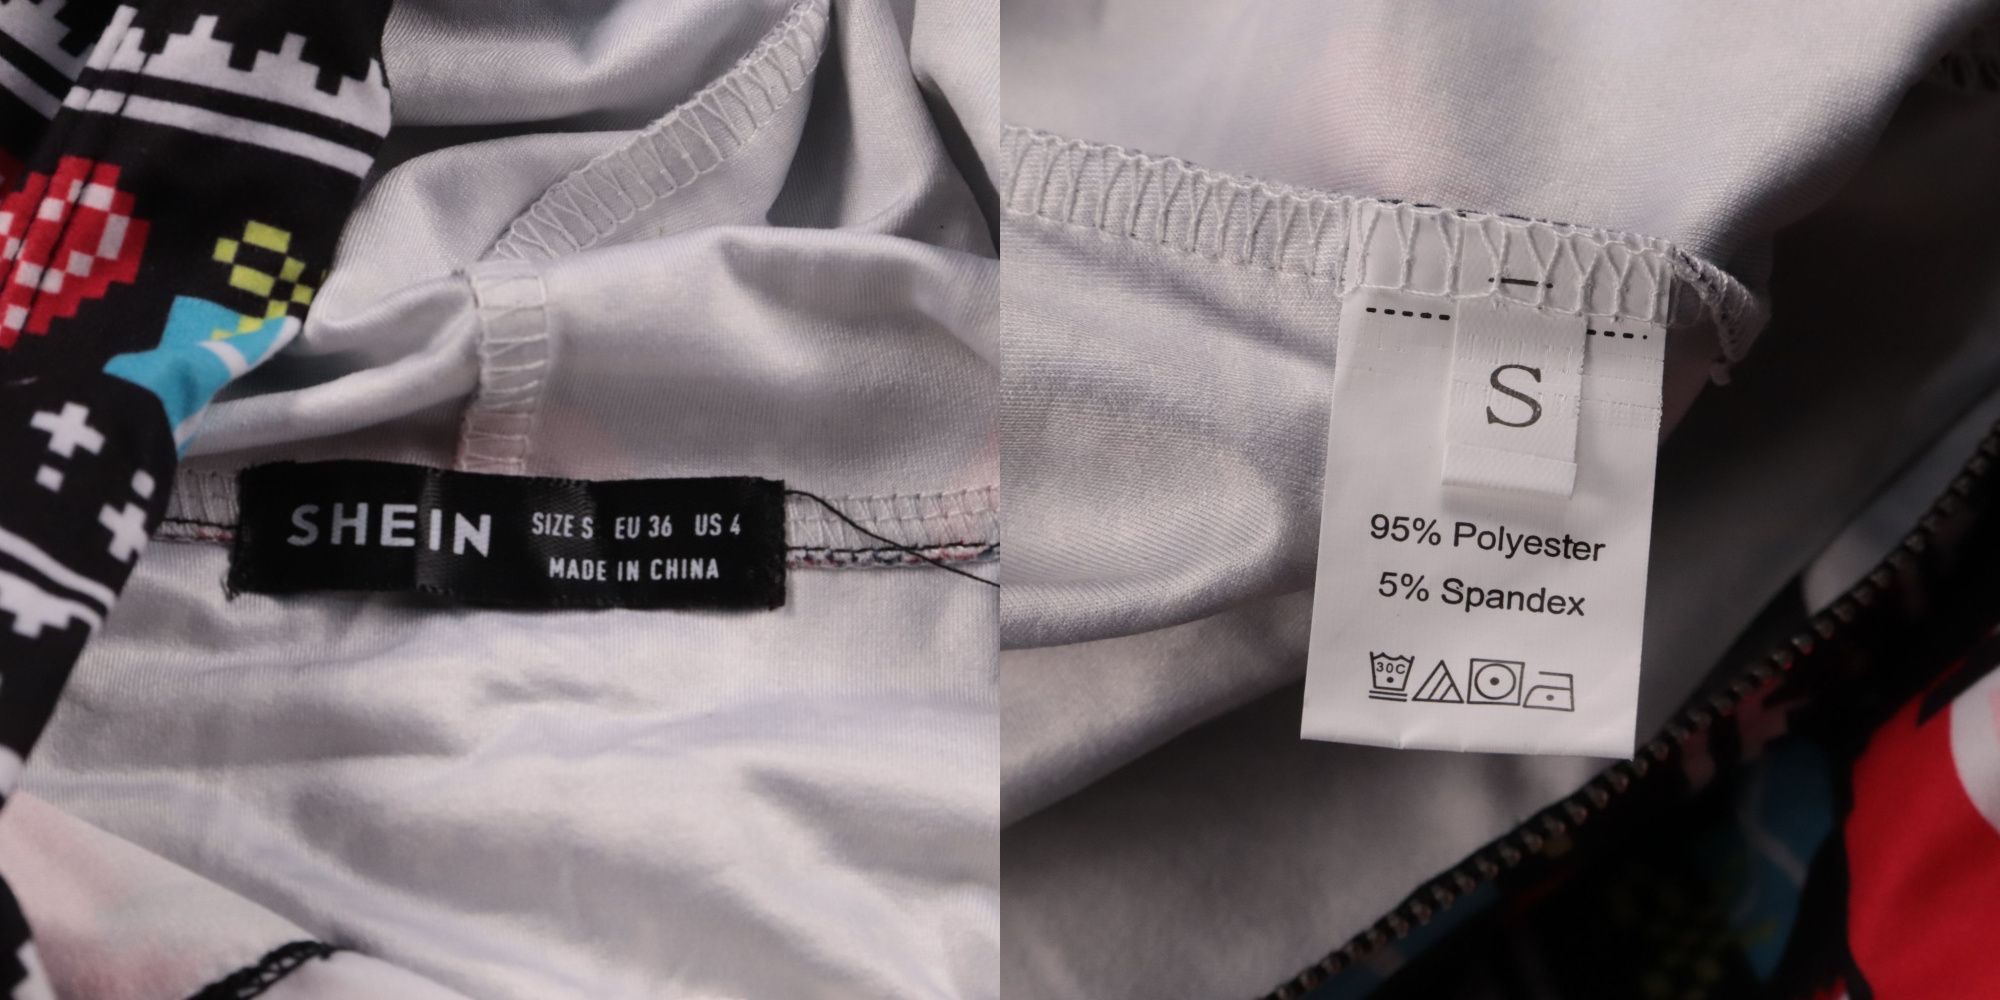 SHEIN SIZE S EU 36 US 4
MADE IN CHINA
S
95% Polyester
5% Spandex
30C